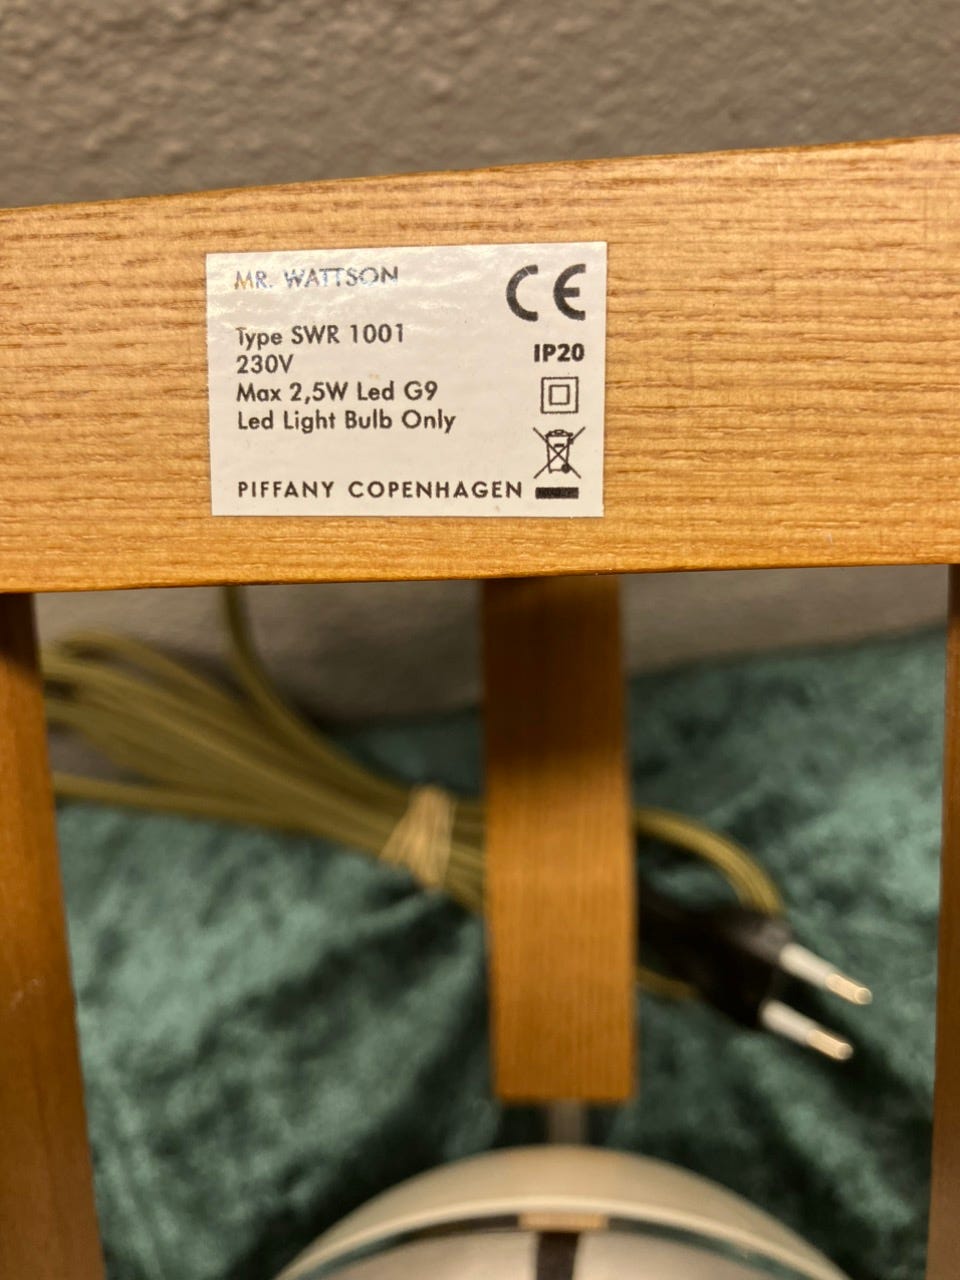 MR. WATTSON
CE
Type SWR 1001
IP20
230V
Max 2,5W Led G9
Led Light Bulb Only
PIFFANY COPENHAGEN